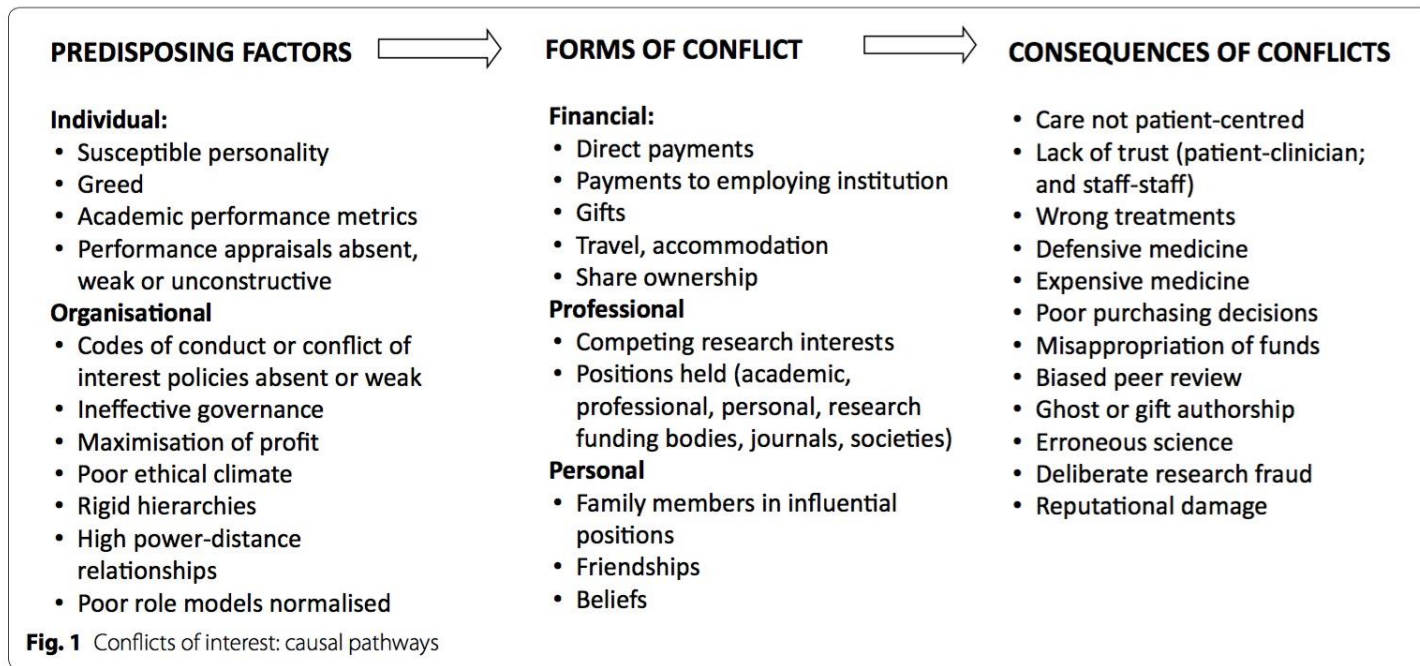 PREDISPOSING FACTORS
Individual:
• Susceptible personality
• Greed
• Academic performance metrics
• Performance appraisals absent,
weak or unconstructive
Organisational
• Codes of conduct or conflict of
interest policies absent or weak
• Ineffective governance
• Maximisation of profit
• Poor ethical climate
• Rigid hierarchies
• High power-distance
relationships
• Poor role models normalised
FORMS OF CONFLICT
Financial:
• Direct payments
• Payments to employing institution
• Gifts
• Travel, accommodation
• Share ownership
Professional
• Competing research interests
• Positions held (academic,
professional, personal, research
funding bodies, journals, societies)
Personal
• Family members in influential
positions
• Friendships
• Beliefs
CONSEQUENCES OF CONFLICTS
• Care not patient-centred
• Lack of trust (patient-clinician;
and staff-staff)
• Wrong treatments
• Defensive medicine
• Expensive medicine
• Poor purchasing decisions
• Misappropriation of funds
• Biased peer review
• Ghost or gift authorship
• Erroneous science
• Deliberate research fraud
• Reputational damage
Fig. 1 Conflicts of interest: causal pathways